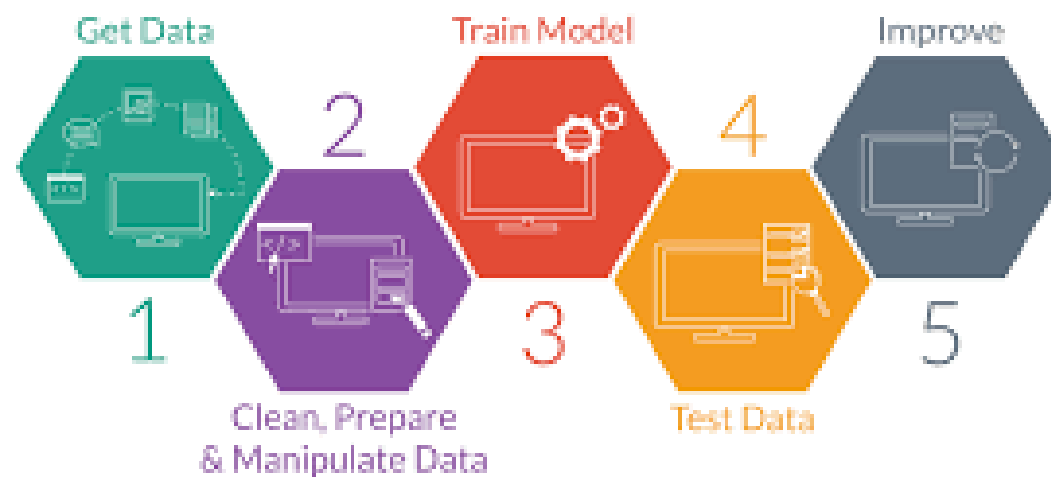 Get Data
1
2
Clean, Prepare
& Manipulate Data
Train Model
3
4
Test Data
Improve
5
</>